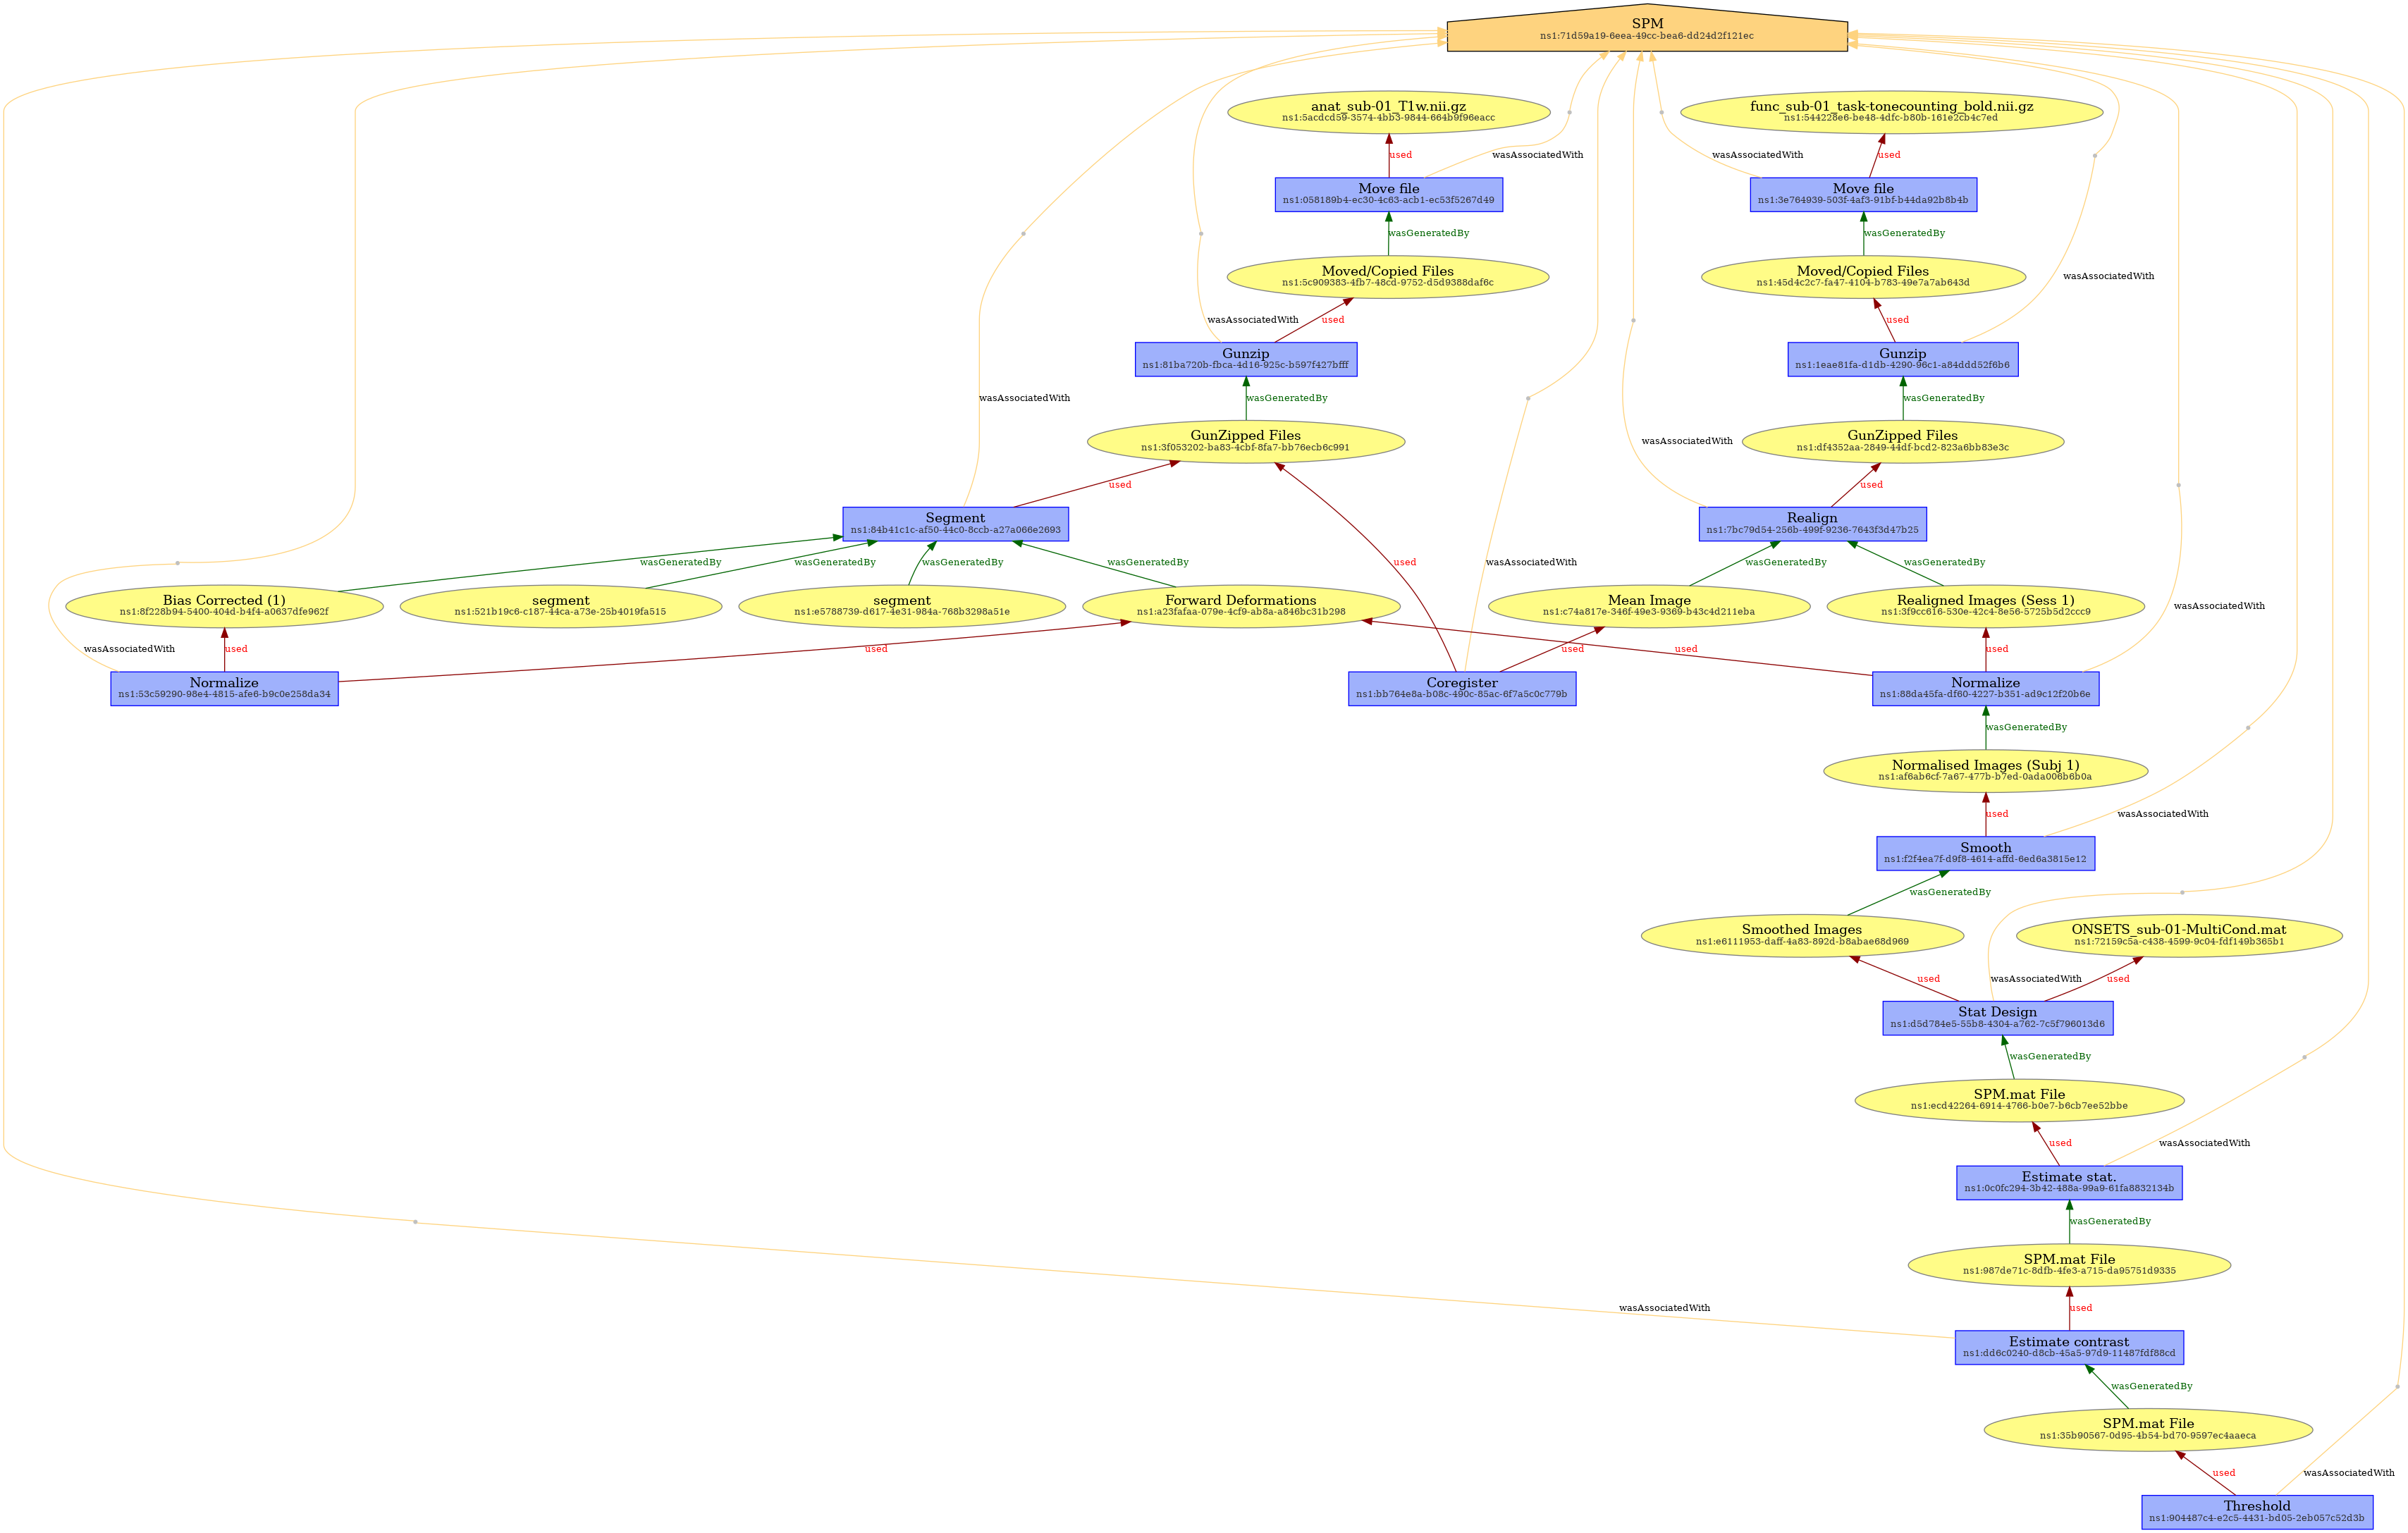 SPM
ns1:71d59a19-6eea-49cc-bea6-dd24d2f121ec
anat_sub-01_T1w.nii.gz
ns1:5acdcd59-3574-4bb3-9844-664b9f96eacc
func_sub-01_task-tonecounting_bold.nii.gz
ns1:544228e6-be48-4dfc-b80b-161e2cb4c7ed
used
wasAssociatedWith
wasAssociatedWith
used
Move file
ns1:058189b4-ec30-4c63-acb1-ec53f5267d49
Move file
ns1:3e764939-503f-4af3-91bf-b44da92b8b4b
wasGeneratedBy
wasGeneratedBy
Moved/Copied Files
ns1:5c909383-4fb7-48cd-9752-d5d9388daf6c
Moved/Copied Files
ns1:45d4c2c7-fa47-4104-b783-49e7a7ab643d
wasAssociatedWith
wasAssociatedWith
used
used
Gunzip
ns1:81ba720b-fbca-4d16-925c-b597f427bfff
Gunzip
ns1:1eae81fa-d1db-4290-96c1-a84ddd52f6b6
wasAssociatedWith
wasGeneratedBy
wasGeneratedBy
GunZipped Files
ns1:3f053202-ba83-4cbf-8fa7-bb76ecb6c991
wasAssociatedWith
GunZipped Files
ns1:df4352aa-2849-44df-bcd2-823a6bb83e3c
used
used
Segment
ns1:84b41c1c-af50-44c0-8ccb-a27a066e2693
Realign
ns1:7bc79d54-256b-499f-9236-7643f3d47b25
wasGeneratedBy
wasGeneratedBy
wasGeneratedBy
wasGeneratedBy
used
wasAssociatedWith
wasGeneratedBy
wasGeneratedBy
Bias Corrected (1)
ns1:8f228b94-5400-404d-b4f4-a0637dfe962f
segment
ns1:521b19c6-c187-44ca-a73e-25b4019fa515
segment
ns1:e5788739-d617-4e31-984a-768b3298a51e
Forward Deformations
ns1:a23fafaa-079e-4cf9-ab8a-a846bc31b298
Mean Image
ns1:c74a817e-346f-49e3-9369-b43c4d211eba
Realigned Images (Sess 1)
ns1:3f9cc616-530e-42c4-8e56-5725b5d2ccc9
wasAssociatedWith
wasAssociatedWith
used
used
used
used
used
Normalize
ns1:53c59290-98e4-4815-afe6-b9c0e258da34
Coregister
ns1:bb764e8a-b08c-490c-85ac-6f7a5c0c779b
Normalize
ns1:88da45fa-df60-4227-b351-ad9c12f20b6e
wasGeneratedBy
Normalised Images (Subj 1)
ns1:af6ab6cf-7a67-477b-b7ed-0ada006b6b0a
used
wasAssociatedWith
Smooth
ns1:f2f4ea7f-d9f8-4614-affd-6ed6a3815e12
wasGeneratedBy
Smoothed Images
ns1:e6111953-daff-4a83-892d-b8abae68d969
ONSETS_sub-01-MultiCond.mat
ns1:72159c5a-c438-4599-9c04-fdf149b365b1
used
wasAssociatedWith
used
Stat Design
ns1:d5d784e5-55b8-4304-a762-7c5f796013d6
wasGeneratedBy
SPM.mat File
ns1:ecd42264-6914-4766-b0e7-b6cb7ee52bbe
used
wasAssociatedWith
Estimate stat.
ns1:0c0fc294-3b42-488a-99a9-61fa8832134b
wasGeneratedBy
SPM.mat File
ns1:987de71c-8dfb-4fe3-a715-da95751d9335
wasAssociatedWith
used
Estimate contrast
ns1:dd6c0240-d8cb-45a5-97d9-11487fdf88cd
wasGeneratedBy
SPM.mat File
ns1:35b90567-0d95-4b54-bd70-9597ec4aaeca
used
wasAssociatedWith
Threshold
ns1:904487c4-e2c5-4431-bd05-2eb057c52d3b